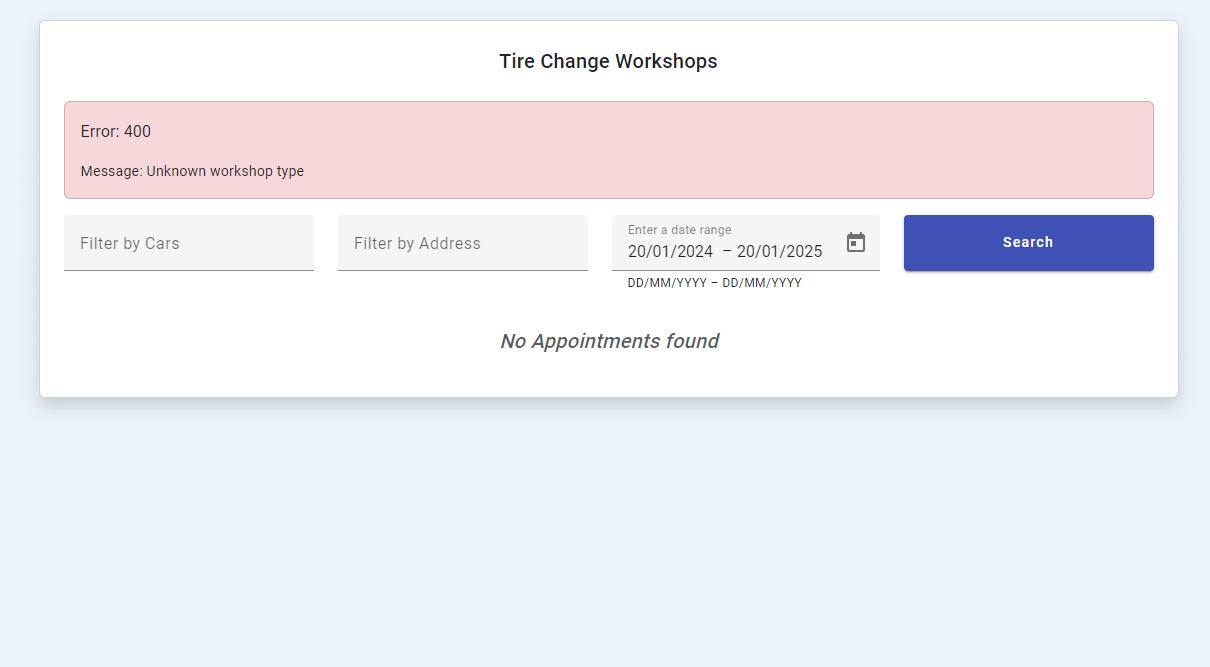 Tire Change Workshops
Error: 400
Message: Unknown workshop type
Filter by Cars
Filter by Address
Enter a date range
20/01/2024 – 20/01/2025
DD/MM/YYYY – DD/MM/YYYY
Search
No Appointments found